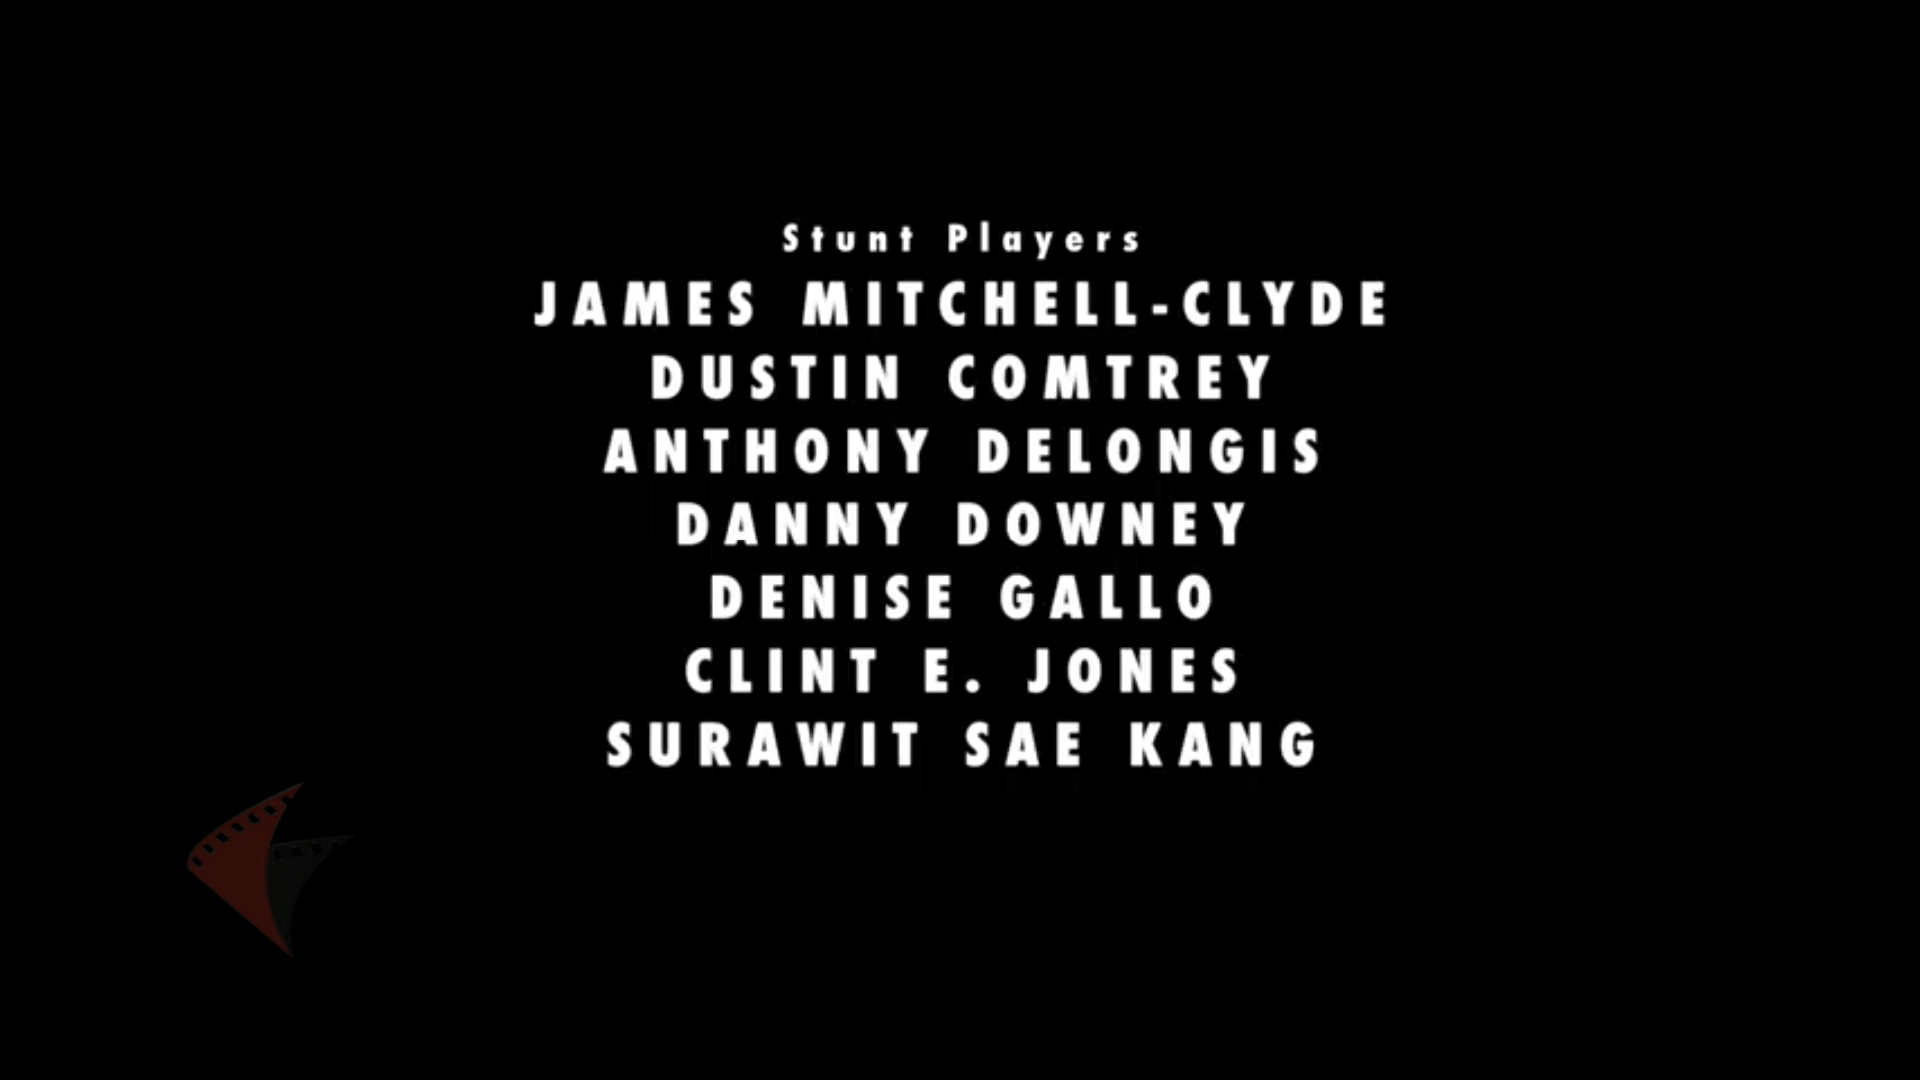 Stunt Players
JAMES MITCHELL-CLYDE
DUSTIN COMTREY
ANTHONY DELONGIS
DANNY DOWNEY
DENISE GALLO
CLINT E. JONES
SURAWIT SAE KANG